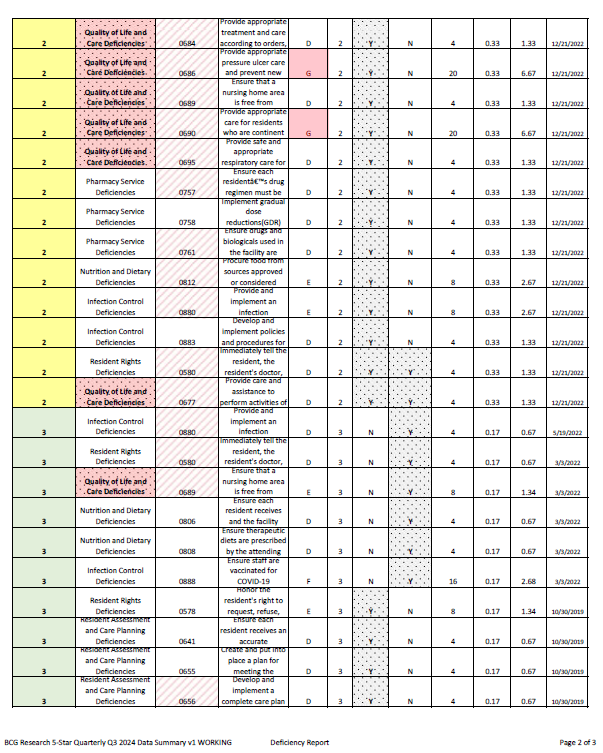 Provide appropriate
Quality of Life and treatment and care
2 Care Deficiencies 0684 according to orders, D 2 Y N 4 0.33 1.33 12/21/2022
Provide appropriate
Quality of Life and pressure ulcer care
2 Care Deficiencies 0686 and prevent new G 2 Y N 20 0.33 6.67 12/21/2022
Ensure that a
Quality of Life and nursing home area
2 Care Deficiencies 0689 is free from D 2 Y N 4 0.33 1.33 12/21/2022
Provide appropriate
Quality of Life and care for residents
2 Care Deficiencies 0690 who are continent G 2 Y N 20 0.33 6.67 12/21/2022
Provide safe and
Quality of Life and appropriate
2 Care Deficiencies 0695 respiratory care for D 2 Y N 4 0.33 1.33 12/21/2022
Ensure each
Pharmacy Service residentâ€™s drug
2 Deficiencies 0757 regimen must be D 2 Y N 4 0.33 1.33 12/21/2022
Implement gradual
Pharmacy Service dose
2 Deficiencies 0758 reductions(GDR) D 2 Y N 4 0.33 1.33 12/21/2022
Ensure drugs and
Pharmacy Service biologicals used in
2 Deficiencies 0761 the facility are D 2 Y N 4 0.33 1.33 12/21/2022
Procure food from
Nutrition and Dietary sources approved
2 Deficiencies 0812 or considered E 2 Y N 8 0.33 2.67 12/21/2022
Provide and
Infection Control implement an
2 Deficiencies 0880 infection E 2 Y N 8 0.33 2.67 12/21/2022
Develop and
Infection Control implement policies
2 Deficiencies 0883 and procedures for D 2 Y N 4 0.33 1.33 12/21/2022
Immediately tell the
Resident Rights resident, the
2 Deficiencies 0580 resident's doctor, D 2 Y Y 4 0.33 1.33 12/21/2022
Provide care and
Quality of Life and assistance to
2 Care Deficiencies 0677 perform activities of D 2 Y Y 4 0.33 1.33 12/21/2022
Provide and
Infection Control implement an
3 Deficiencies 0880 infection D 3 N Y 4 0.17 0.67 5/19/2022
Immediately tell the
Resident Rights resident, the
3 Deficiencies 0580 resident's doctor, D 3 N Y 4 0.17 0.67 3/3/2022
Ensure that a
Quality of Life and nursing home area
3 Care Deficiencies 0689 is free from E 3 N Y 8 0.17 1.34 3/3/2022
Ensure each
Nutrition and Dietary resident receives
3 Deficiencies 0806 and the facility D 3 N Y 4 0.17 0.67 3/3/2022
Ensure therapeutic
Nutrition and Dietary diets are prescribed
3 Deficiencies 0808 by the attending D 3 N Y 4 0.17 0.67 3/3/2022
Ensure staff are
Infection Control vaccinated for
3 Deficiencies 0888 COVID-19 F 3 N Y 16 0.17 2.68 3/3/2022
Honor the
Resident Rights resident's right to
3 Deficiencies 0578 request, refuse, E 3 Y N 8 0.17 1.34 10/30/2019
Resident Assessment Ensure each
and Care Planning resident receives an
3 Deficiencies 0641 accurate D 3 Y N 4 0.17 0.67 10/30/2019
Resident Assessment Create and put into
and Care Planning place a plan for
3 Deficiencies 0655 meeting the D 3 Y N 4 0.17 0.67 10/30/2019
Resident Assessment Develop and
and Care Planning implement a
3 Deficiencies 0656 complete care plan D 3 Y N 4 0.17 0.67 10/30/2019
BCG Research 5-Star Quarterly Q3 2024 Data Summary v1 WORKING Deficiency Report Page 2 of 3